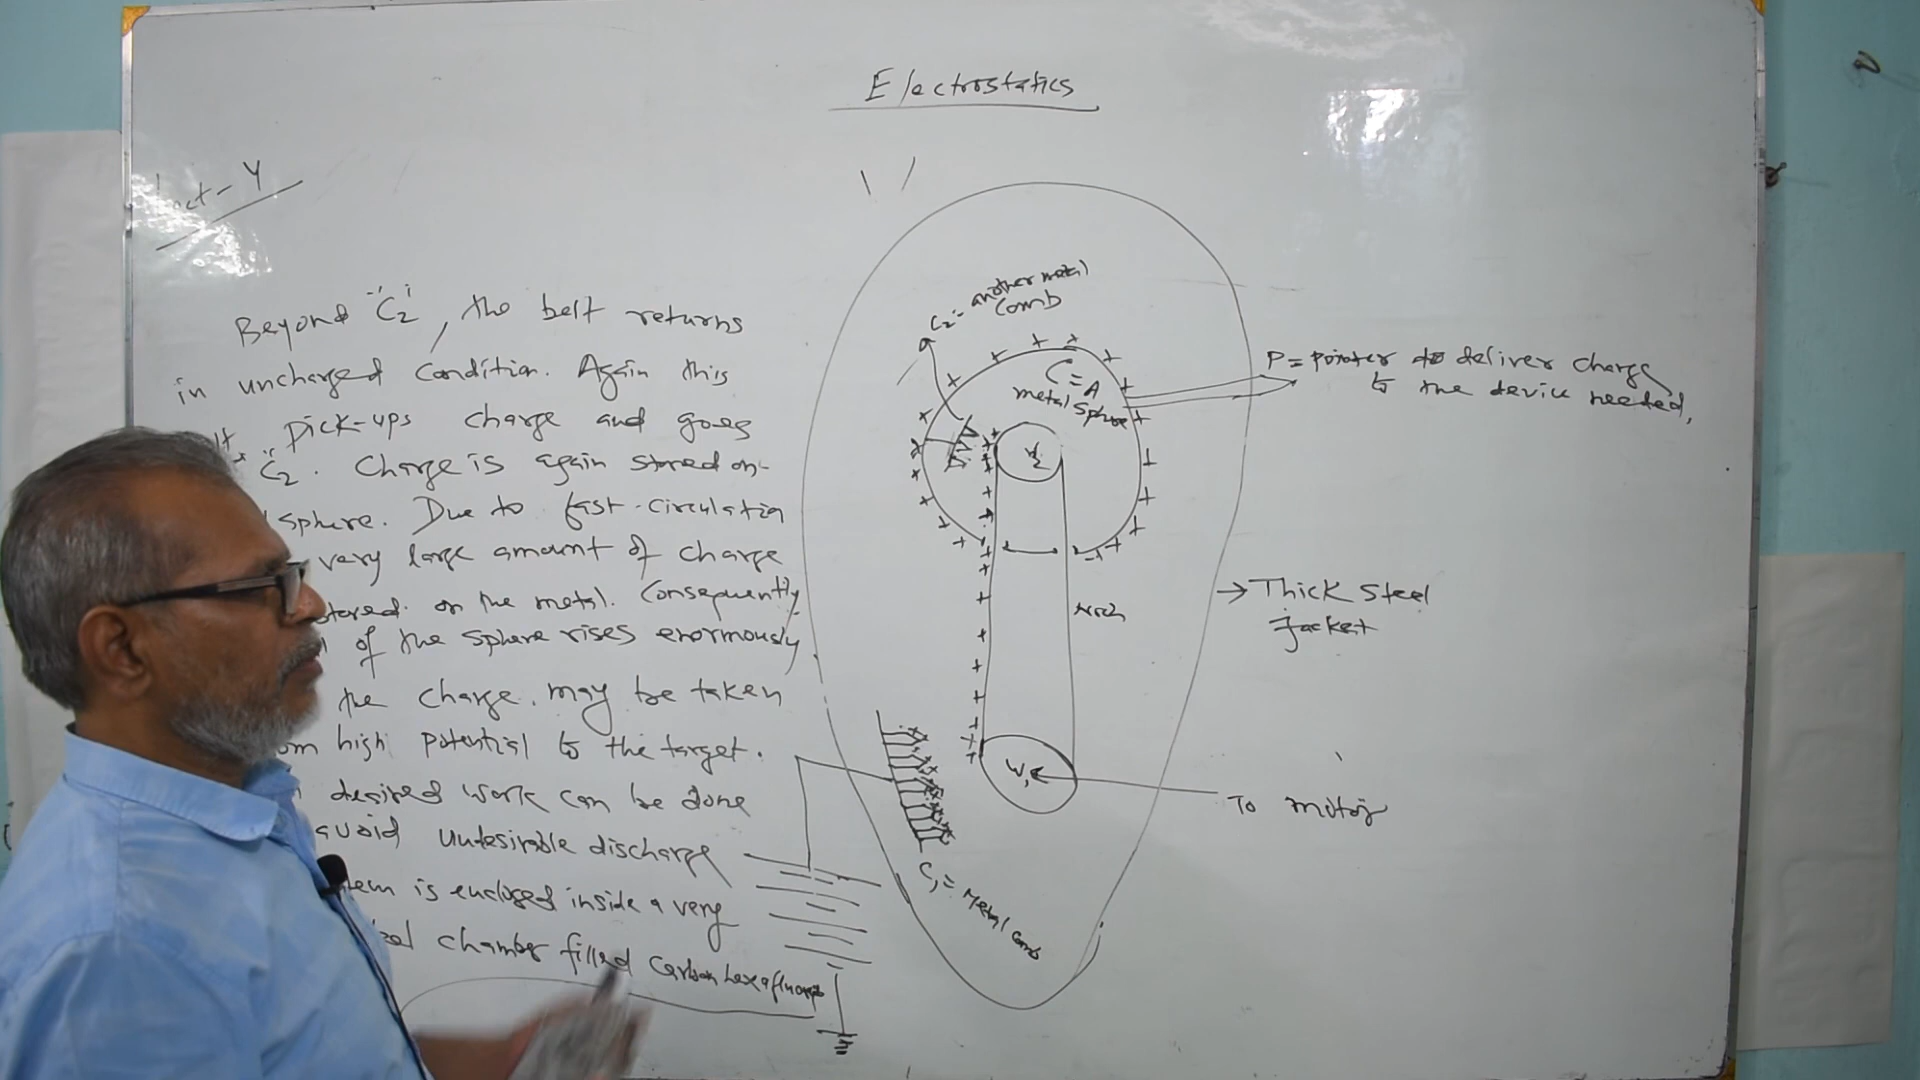 Electrostatics
Beyond "C2", the belt returns
in uncharged condition. Again this
pick-ups charge and goes
C2. Charge is again stored on
sphere. Due to fast circulation
very large amount of charge
stored on the metal. Consequently
of the sphere rises enormously
the charge may be taken
high potential to the target.
desired work can be done
avoid undesirable discharge
is enclosed inside a very
chamber filled Carbon hexafluoride
C2 = another metal
Comb
C = A
metal sphere
W2
P = pointer to deliver charge
to the device needed,
→ Thick Steel
Jacket
W1
To motor
C1 = Metal comb